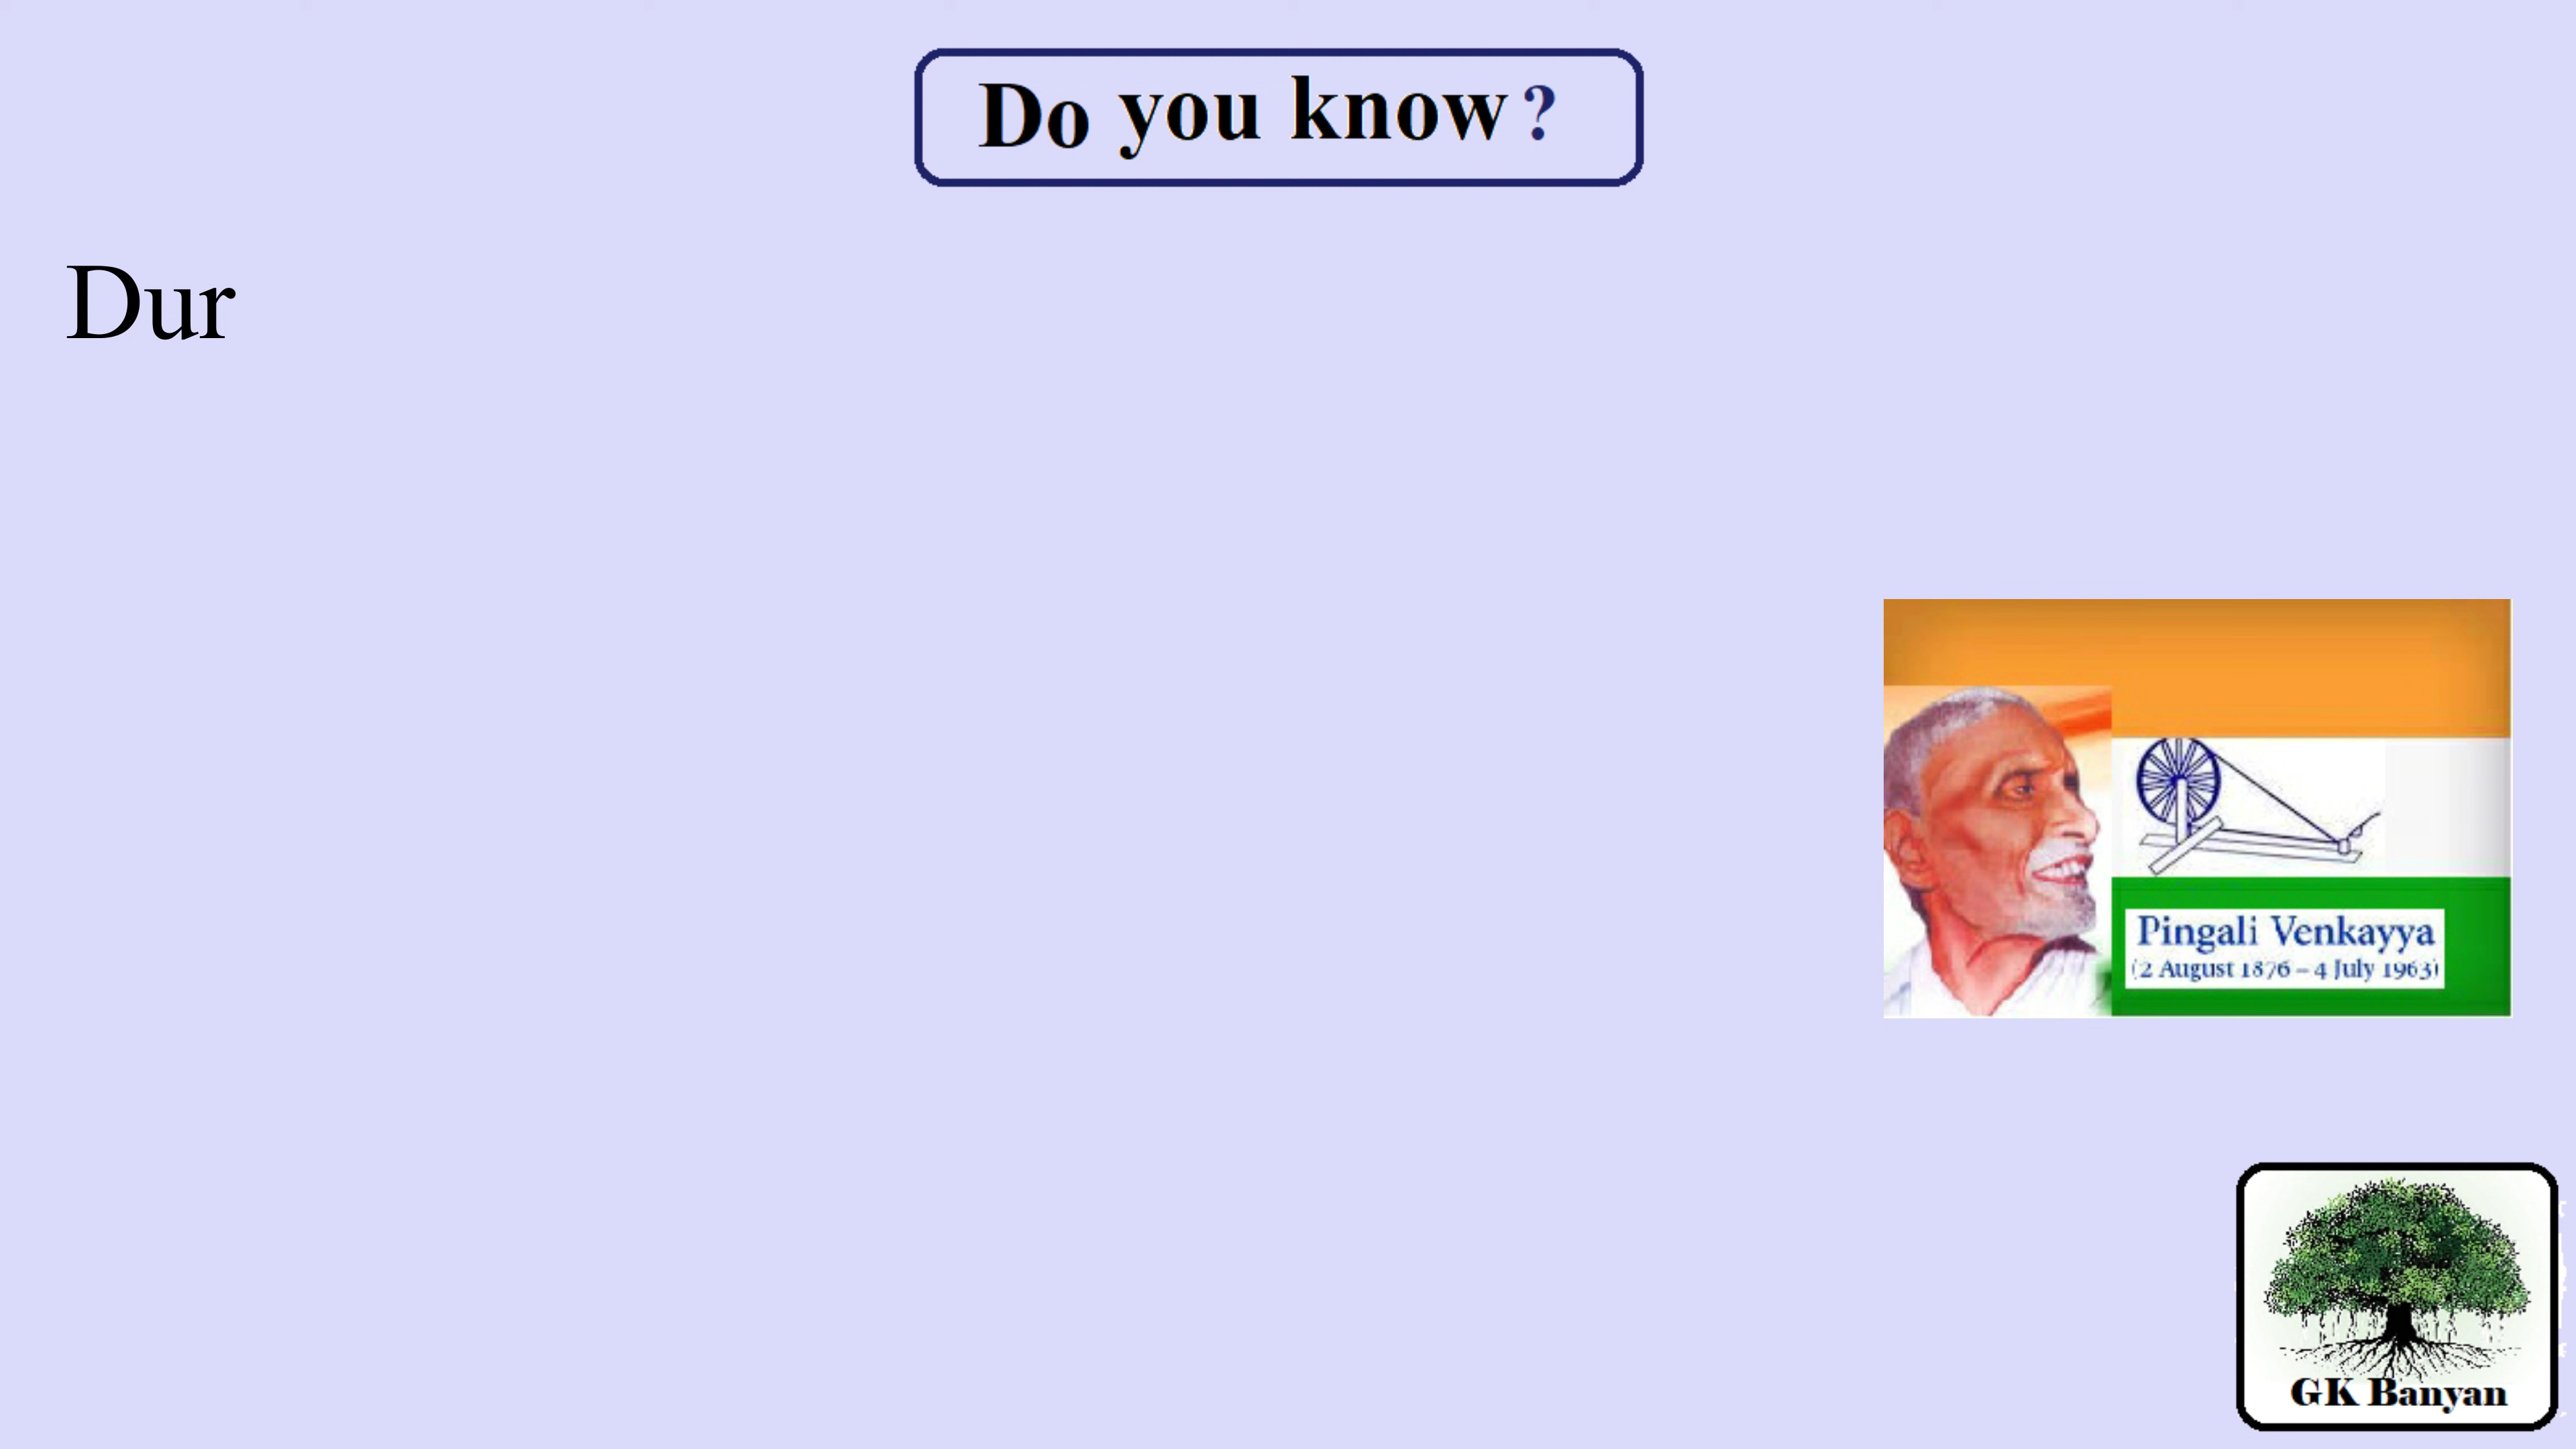 Do you know ?
Dur
Pingali Venkayya
(2 August 1876 – 4 July 1963)
GK Banyan